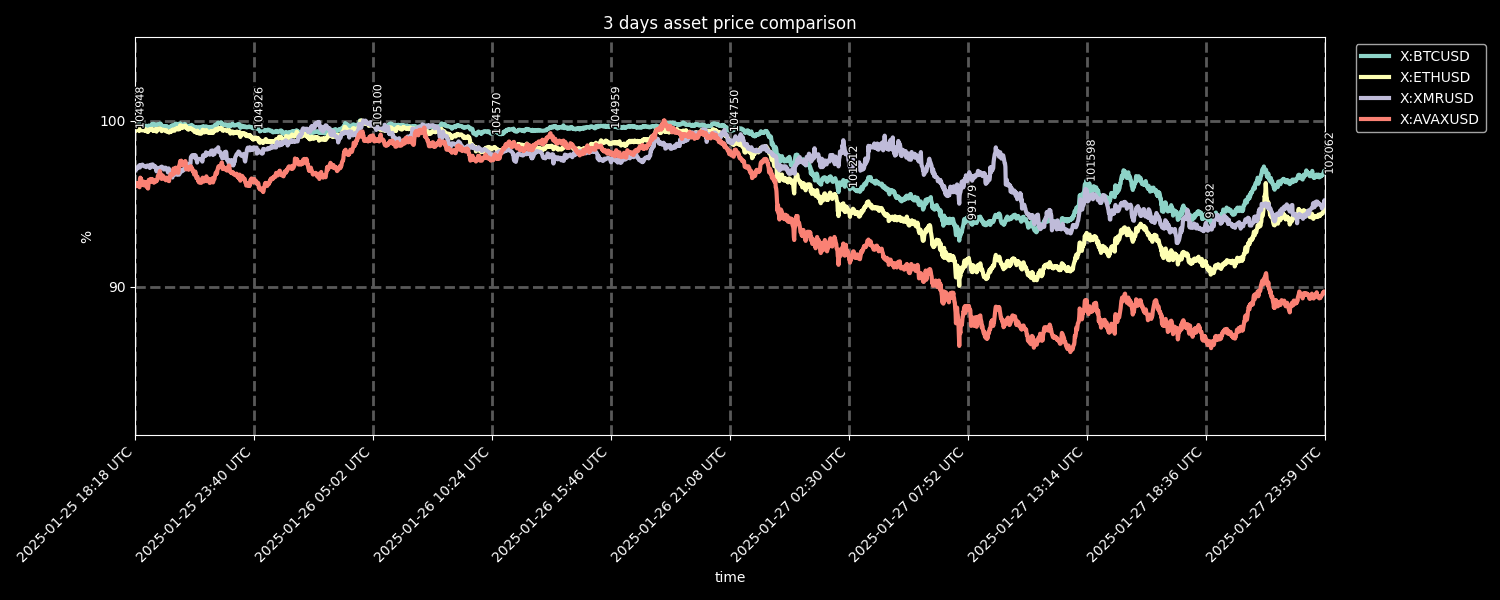 3 days asset price comparison
X:BTCUSD
X:ETHUSD
X:XMRUSD
X:AVAXUSD
100
90
%
104948
104926
105100
104570
104959
104750
101212
99179
101598
99282
102062
2025-01-25 18:18 UTC
2025-01-25 23:40 UTC
2025-01-26 05:02 UTC
2025-01-26 10:24 UTC
2025-01-26 15:46 UTC
2025-01-26 21:08 UTC
2025-01-27 02:30 UTC
2025-01-27 07:52 UTC
2025-01-27 13:14 UTC
2025-01-27 18:36 UTC
2025-01-27 23:59 UTC
time